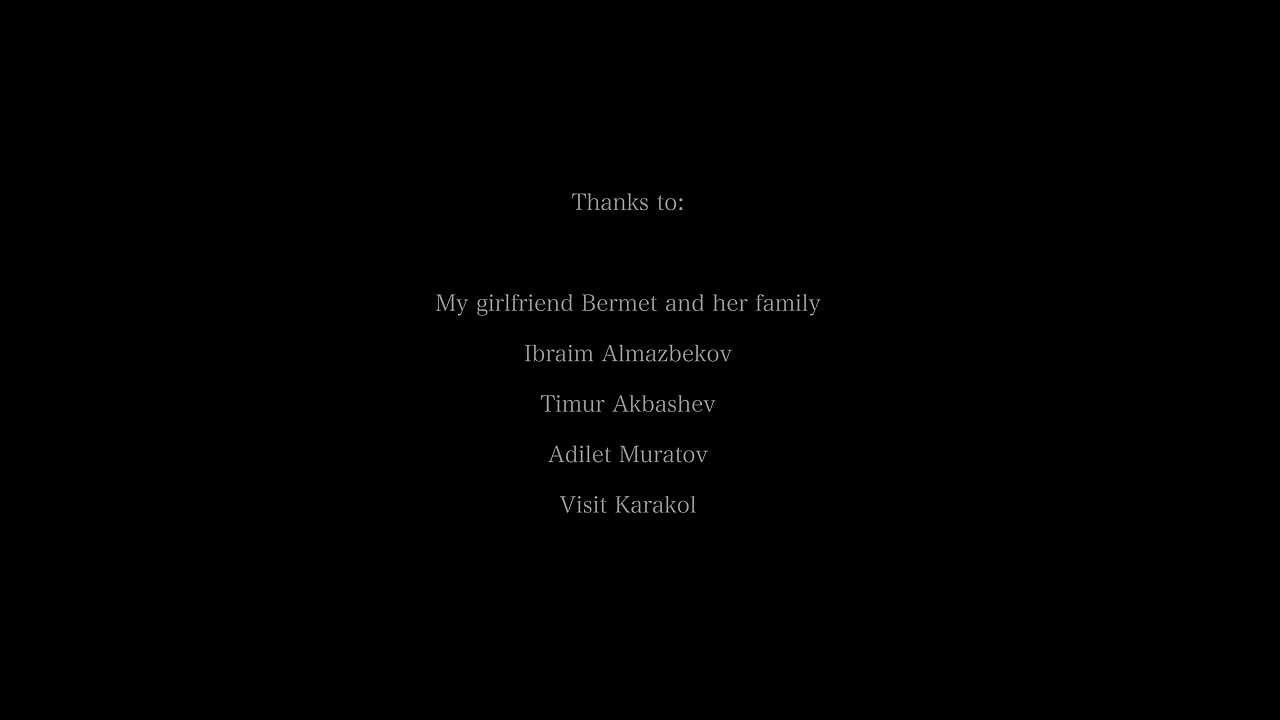 Thanks to:
My girlfriend Bermet and her family
Ibraim Almazbekov
Timur Akbashev
Adilet Muratov
Visit Karakol